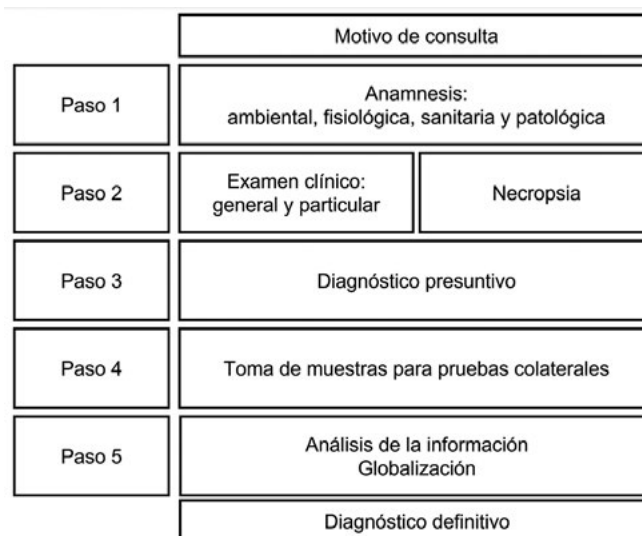 Motivo de consulta
Paso 1
Anamnesis:
ambiental, fisiológica, sanitaria y patológica
Paso 2
Examen clínico:
general y particular
Necropsia
Paso 3
Diagnóstico presuntivo
Paso 4
Toma de muestras para pruebas colaterales
Paso 5
Análisis de la información
Globalización
Diagnóstico definitivo